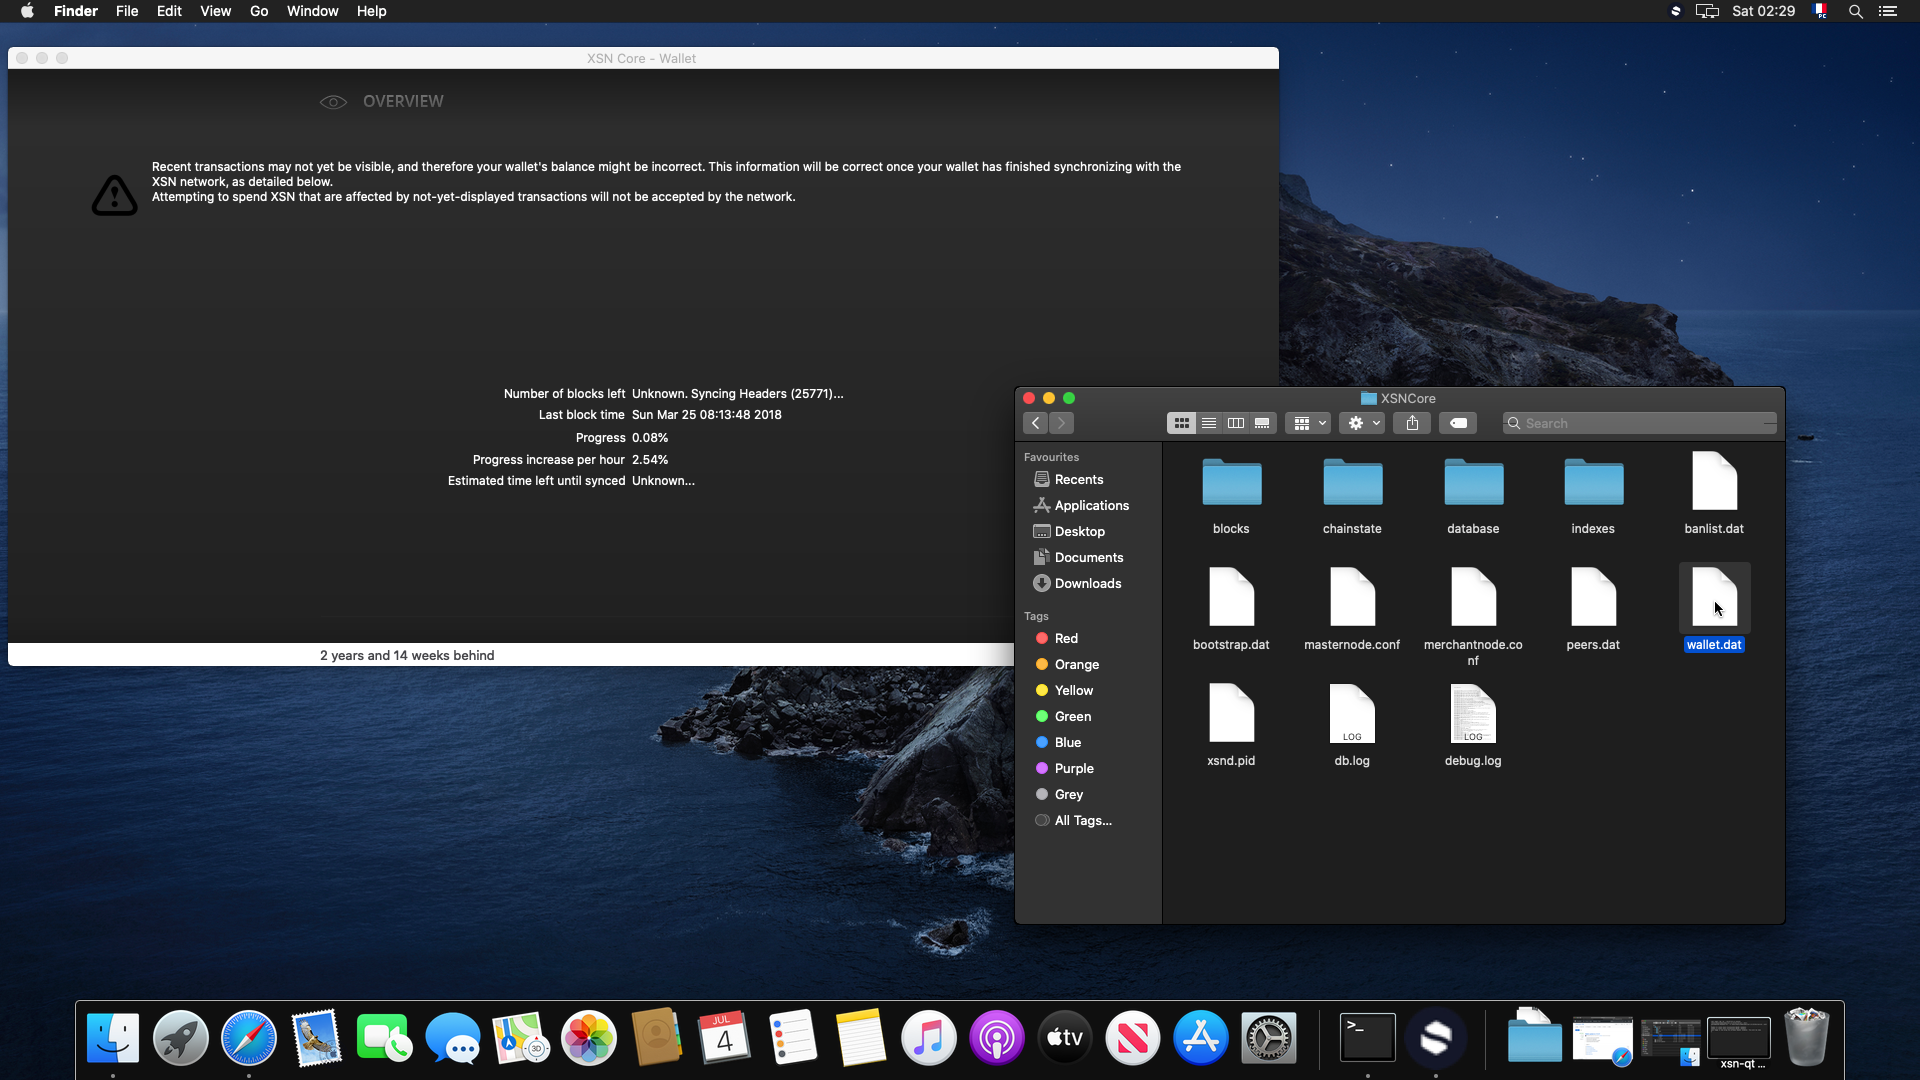 Finder File Edit View Go Window Help
Sat 02:29
XSN Core - Wallet
OVERVIEW
Recent transactions may not yet be visible, and therefore your wallet's balance might be incorrect. This information will be correct once your wallet has finished synchronizing with the
XSN network, as detailed below.
Attempting to spend XSN that are affected by not-yet-displayed transactions will not be accepted by the network.
Number of blocks left Unknown. Syncing Headers (25771)...
Last block time Sun Mar 25 08:13:48 2018
Progress 0.08%
Progress increase per hour 2.54%
Estimated time left until synced Unknown...
2 years and 14 weeks behind
XSNCore
Search
Favourites
Recents
Applications
Desktop
Documents
Downloads
Tags
Red
Orange
Yellow
Green
Blue
Purple
Grey
All Tags...
blocks chainstate database indexes banlist.dat
bootstrap.dat masternode.conf merchantnode.co
nf peers.dat wallet.dat
LOG LOG
xsnd.pid db.log debug.log
JUL
4
3D
tv
>_
xsn-qt ...